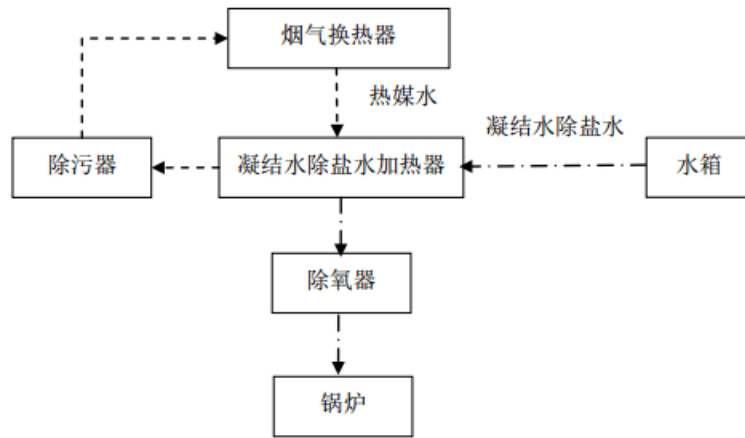 烟气换热器
热媒水
凝结水除盐水
除污器
凝结水除盐水加热器
水箱
除氧器
锅炉